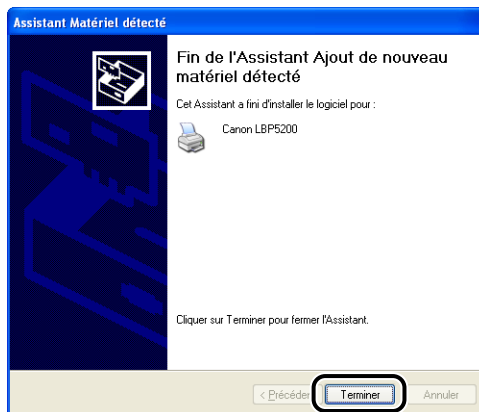 Assistant Matériel détecté
Fin de l'Assistant Ajout de nouveau
matériel détecté
Cet Assistant a fini d'installer le logiciel pour :
Canon LBP5200
Cliquer sur Terminer pour fermer l'Assistant.
< Précéder
Terminer
Annuler